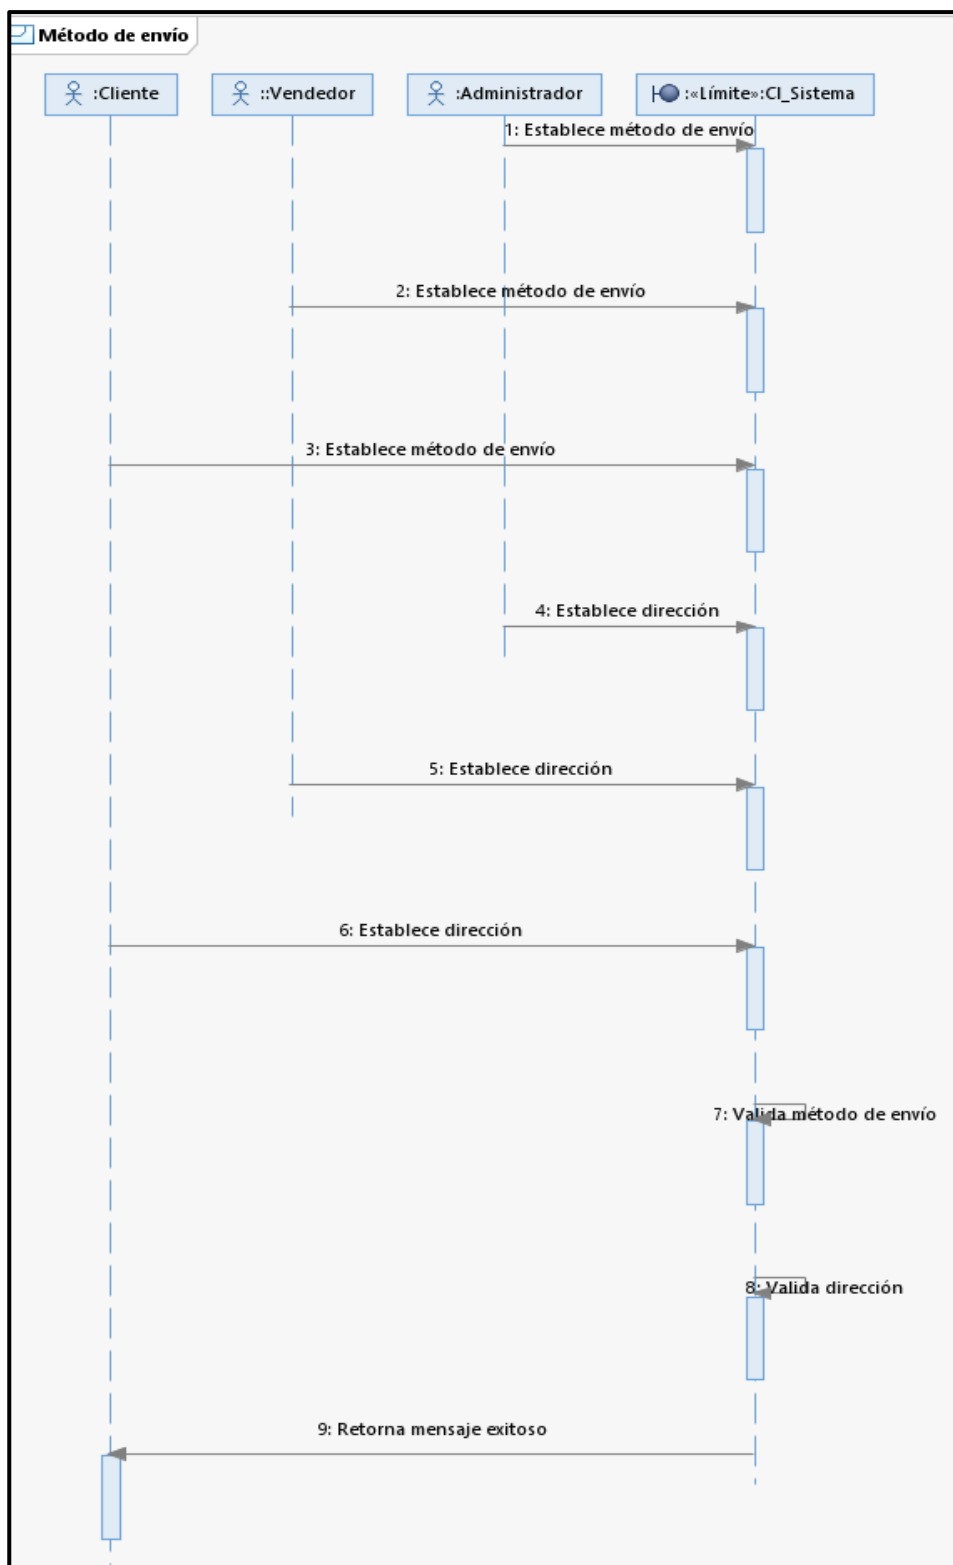 Método de envío
:Cliente
::Vendedor
:Administrador
:«Límite»:CI_Sistema
1: Establece método de envío
2: Establece método de envío
3: Establece método de envío
4: Establece dirección
5: Establece dirección
6: Establece dirección
7: Valida método de envío
8: Valida dirección
9: Retorna mensaje exitoso